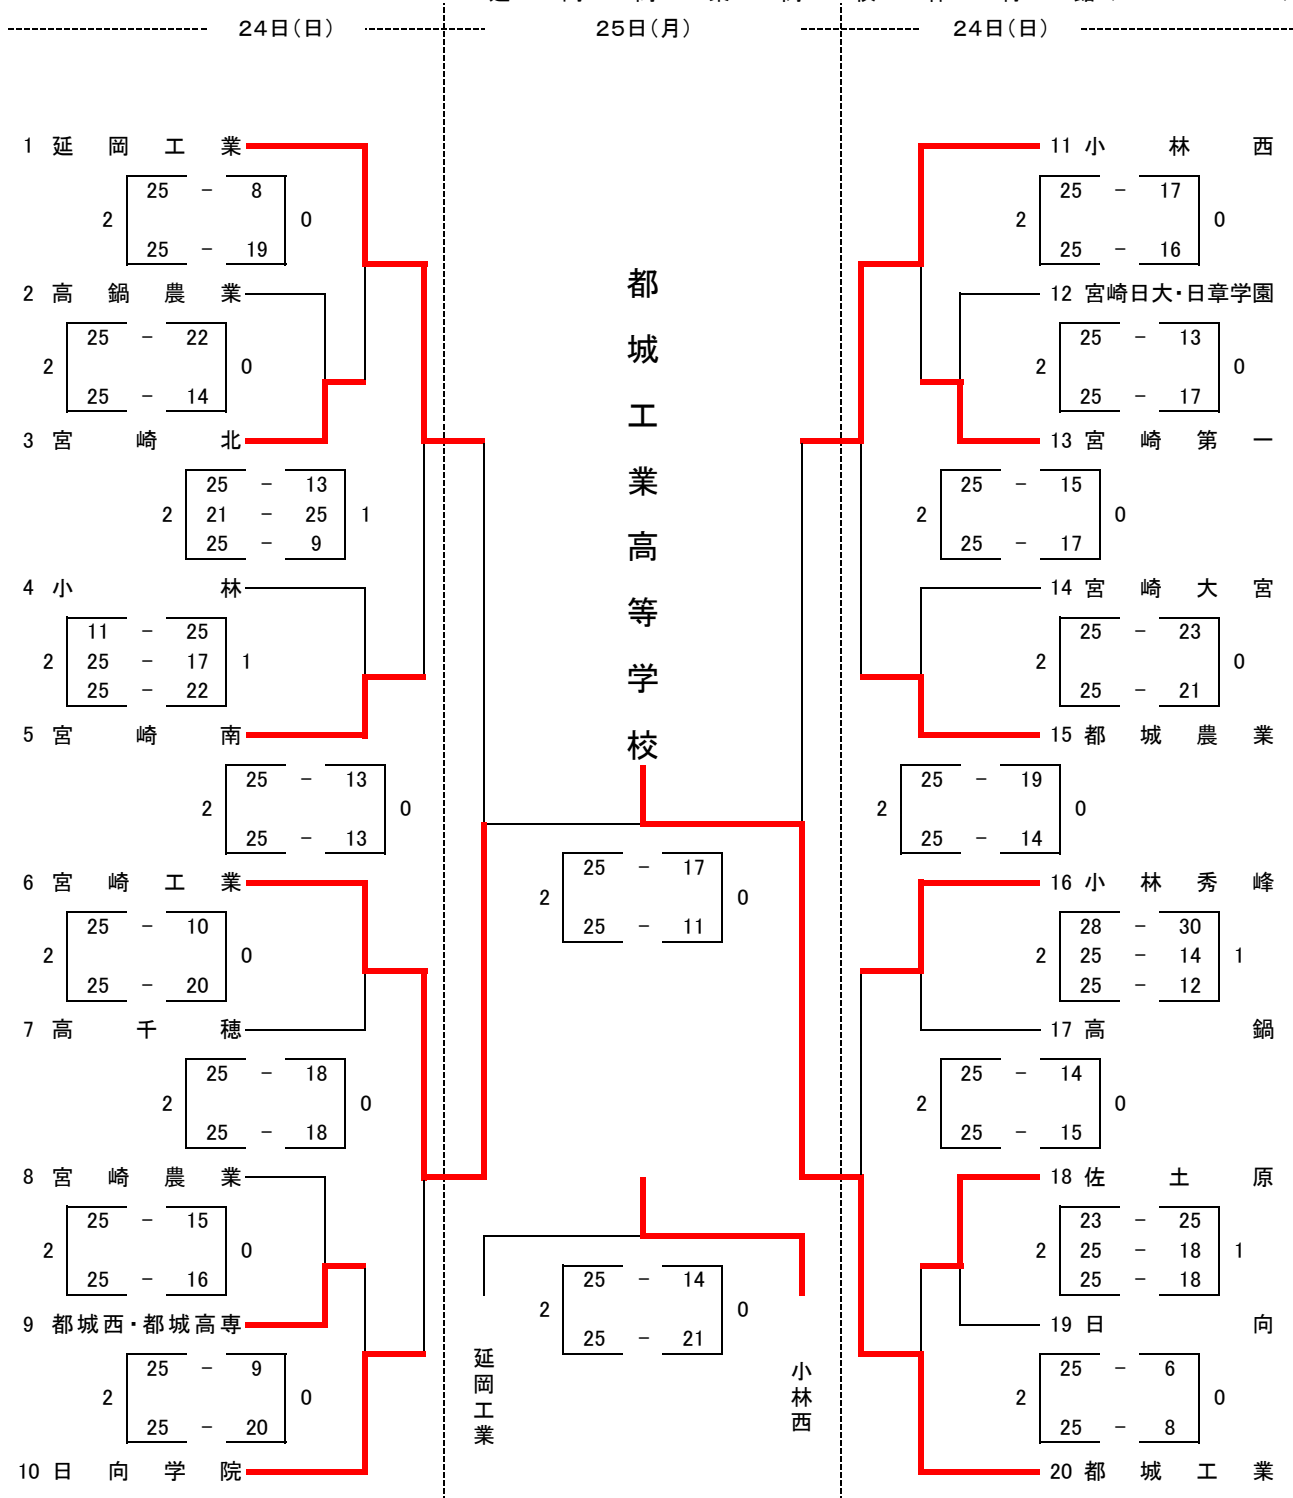 24日(日) 25日(月) 24日(日)
都城工業高等学校
1 延岡工業
25 - 8
2 0
25 - 19
2 高鍋農業
25 - 22
2 0
25 - 14
3 宮崎北
25 - 13
2 21 - 25 1
25 - 9
4 小林
11 - 25
2 25 - 17 1
25 - 22
5 宮崎南
25 - 13
2 0
25 - 13
6 宮崎工業
25 - 10
2 0
25 - 20
7 高千穂
25 - 18
2 0
25 - 18
8 宮崎農業
25 - 15
2 0
25 - 16
9 都城西・都城高専
25 - 9
2 0
25 - 20
10 日向学院
25 - 17
2 0
25 - 11
25 - 14
2 0
25 - 21
延岡工業
小林西
11 小林西
25 - 17
2 0
25 - 16
12 宮崎日大・日章学園
25 - 13
2 0
25 - 17
13 宮崎第一
25 - 15
2 0
25 - 17
14 宮崎大宮
25 - 23
2 0
25 - 21
15 都城農業
25 - 19
2 0
25 - 14
16 小林秀峰
28 - 30
2 25 - 14 1
25 - 12
17 高鍋
25 - 14
2 0
25 - 15
18 佐土原
23 - 25
2 25 - 18 1
25 - 18
19 日向
25 - 6
2 0
25 - 8
20 都城工業